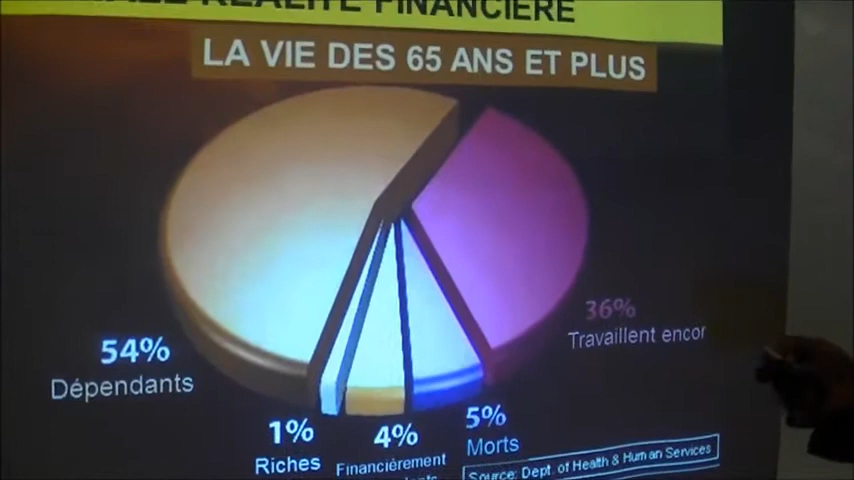 RÉALITÉ FINANCIÈRE
LA VIE DES 65 ANS ET PLUS
36%
Travaillent encor
54%
Dépendants
1%
Riches
4%
Financièrement
5%
Morts
Source: Dept. of Health & Human Services